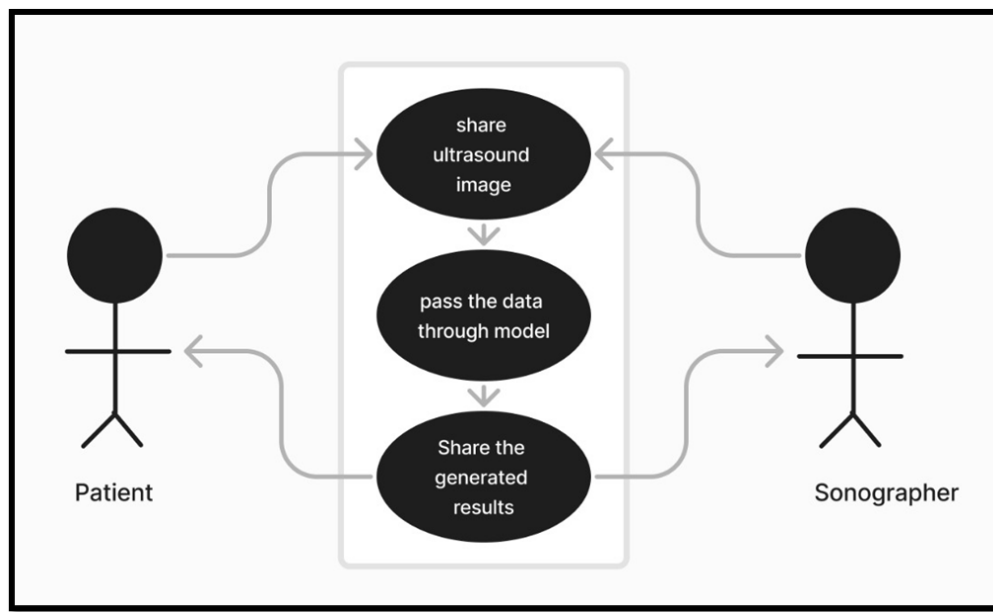 share
ultrasound
image
pass the data
through model
Share the
generated
results
Patient
Sonographer